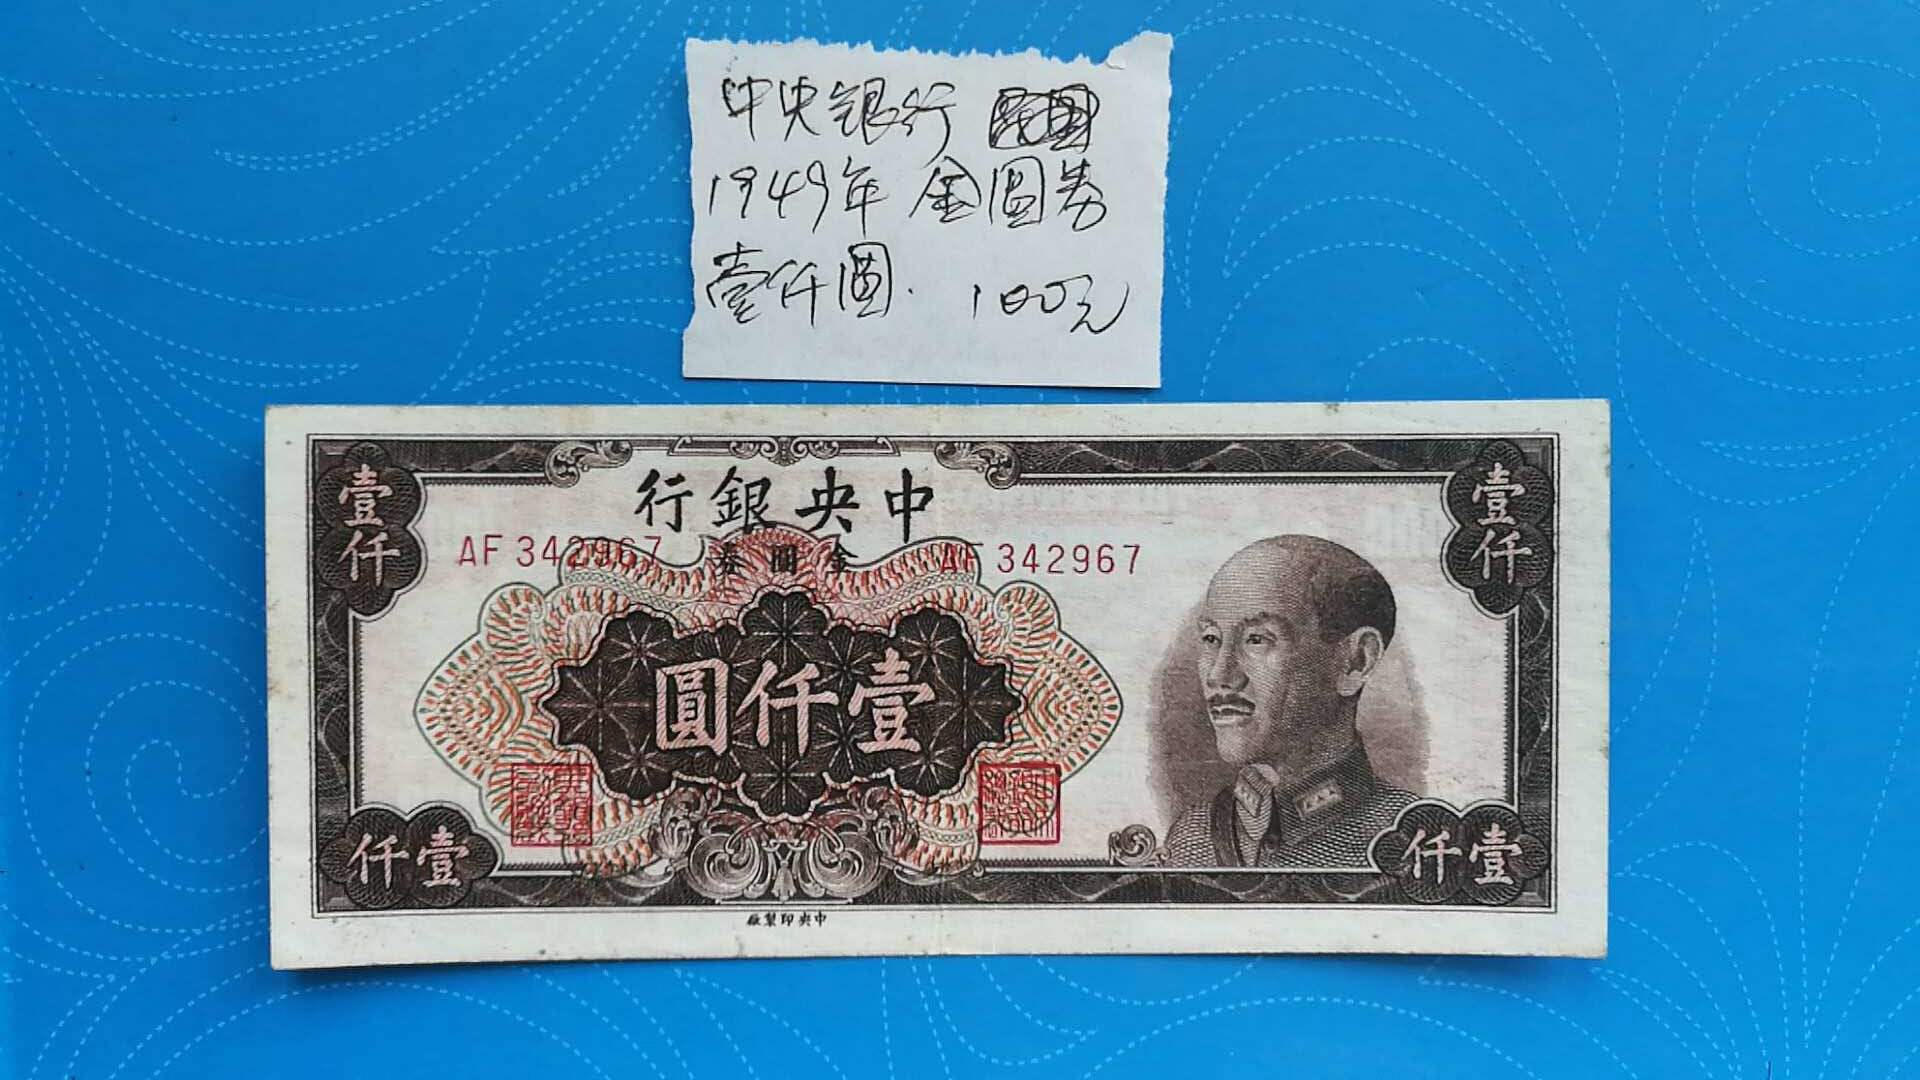 中央银行
1949年 金圆券
壹仟圆. 100元
壹仟
壹仟
中央銀行
金圓券
AF 342967
AF 342967
壹仟圓
壹仟
壹仟
中央印製廠